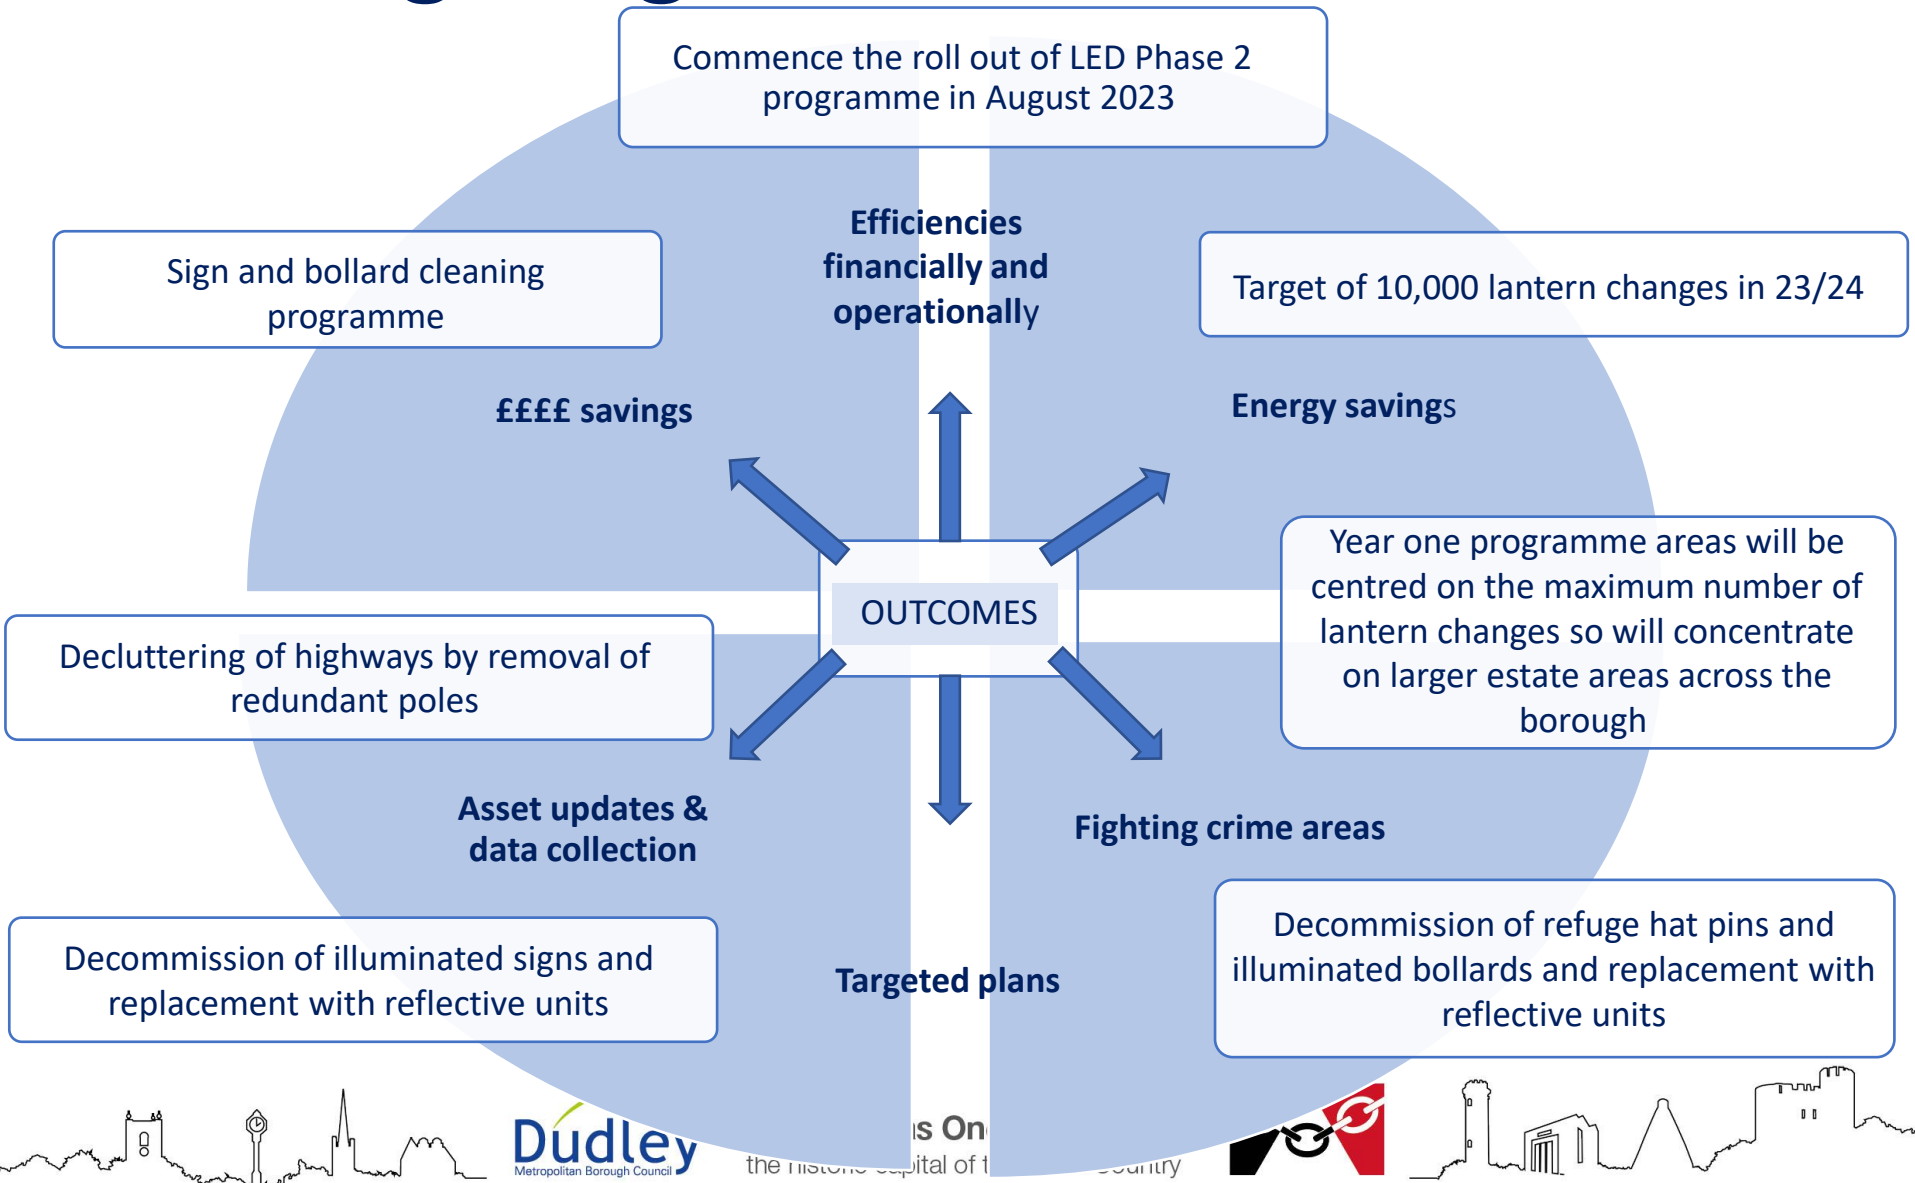 Commence the roll out of LED Phase 2
programme in August 2023
Efficiencies
financially and
operationally
Sign and bollard cleaning
programme
Target of 10,000 lantern changes in 23/24
££££ savings
Energy savings
OUTCOMES
Year one programme areas will be
centred on the maximum number of
lantern changes so will concentrate
on larger estate areas across the
borough
Decluttering of highways by removal of
redundant poles
Asset updates &
data collection
Fighting crime areas
Targeted plans
Decommission of illuminated signs and
replacement with reflective units
Decommission of refuge hat pins and
illuminated bollards and replacement with
reflective units
Dudley
Metropolitan Borough Council
the historic capital of